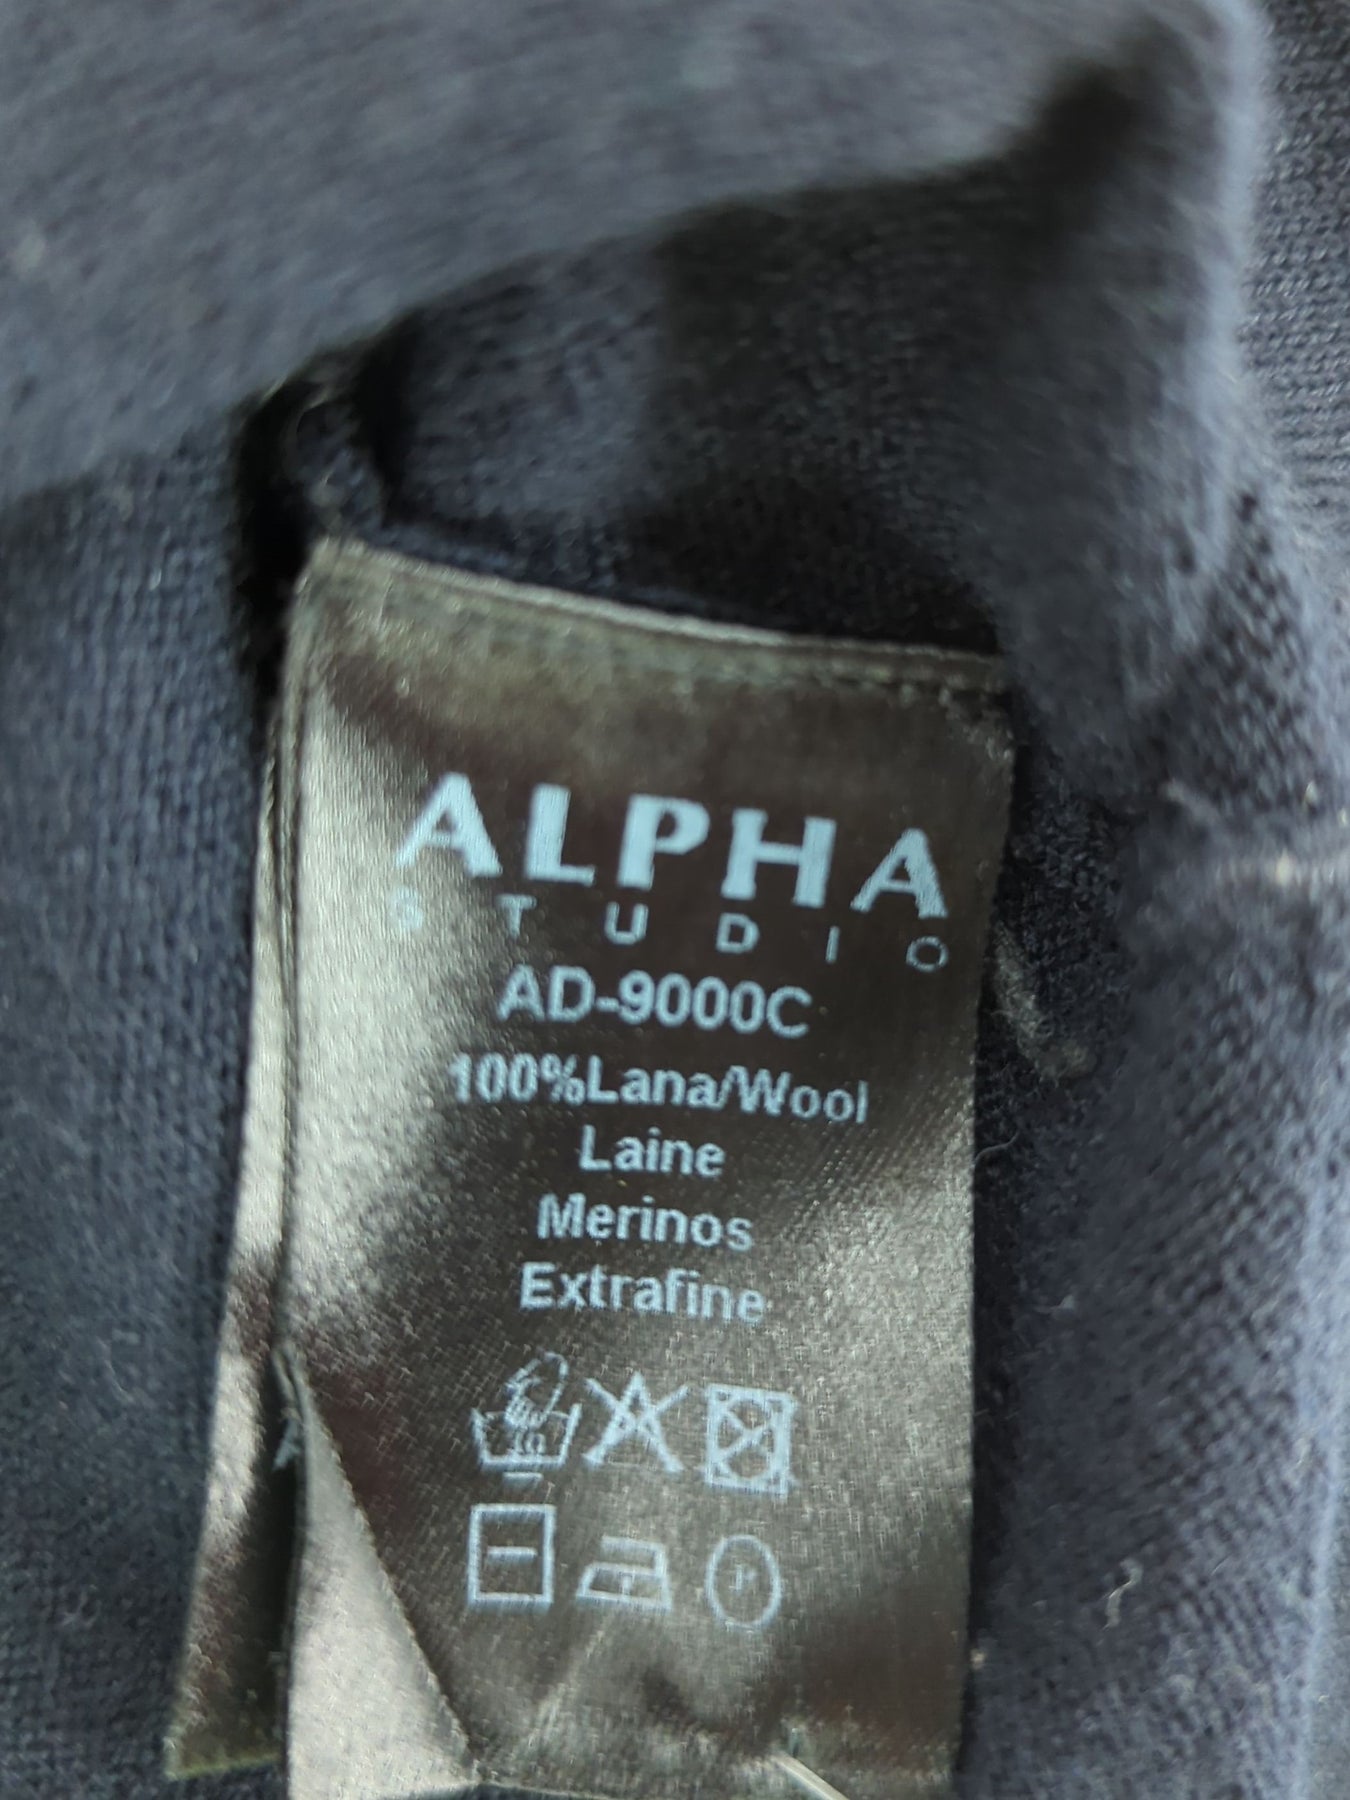 ALPHA
STUDIO
AD-9000C
100%Lana/Wool
Laine
Merinos
Extrafine